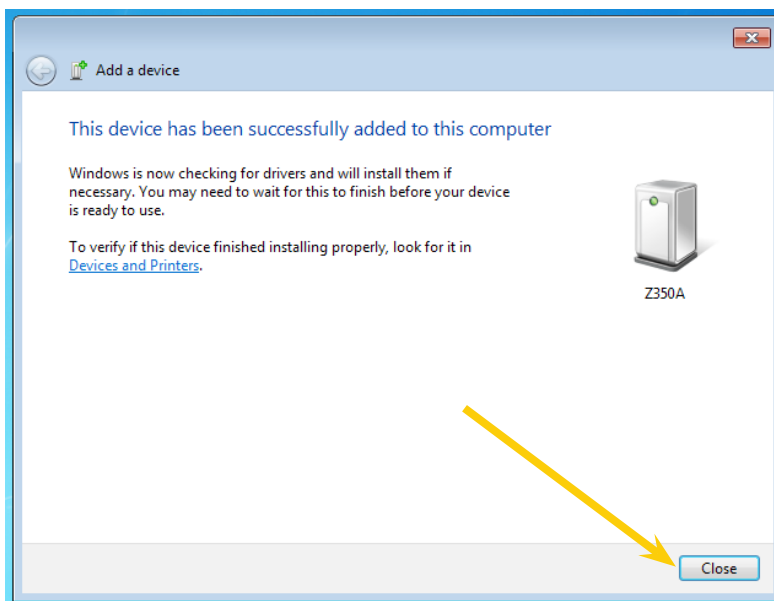 Add a device
This device has been successfully added to this computer
Windows is now checking for drivers and will install them if
necessary. You may need to wait for this to finish before your device
is ready to use.
To verify if this device finished installing properly, look for it in
Devices and Printers.
Z350A
Close